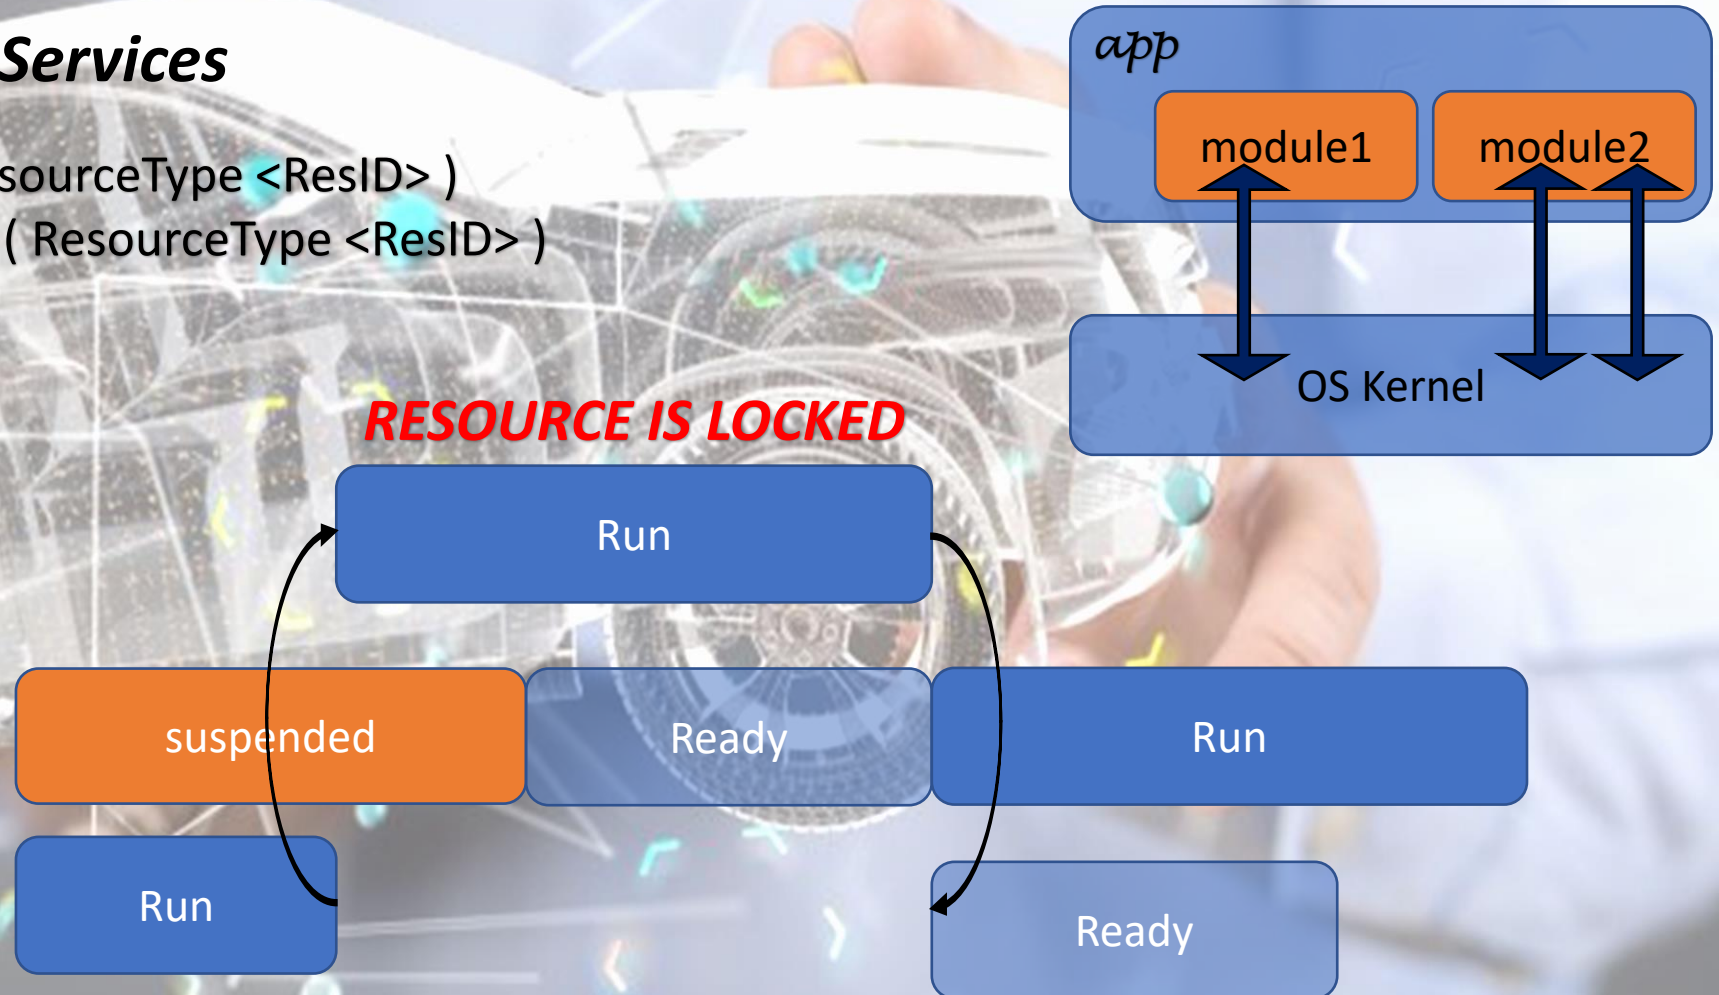 Services
sourceType <ResID> )
( ResourceType <ResID> )
app
module1
module2
OS Kernel
RESOURCE IS LOCKED
Run
suspended
Ready
Run
Run
Ready